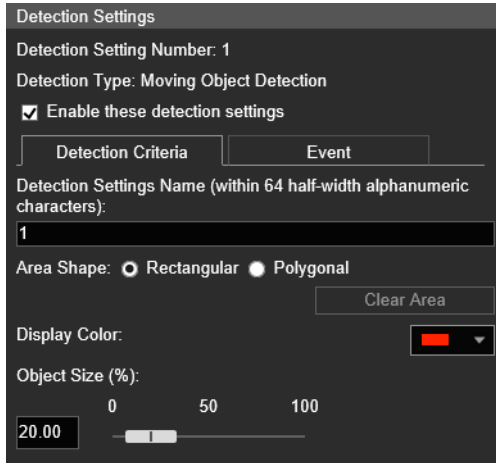 Detection Settings
Detection Setting Number: 1
Detection Type: Moving Object Detection
Enable these detection settings
Detection Criteria Event
Detection Settings Name (within 64 half-width alphanumeric
characters):
1
Area Shape: Rectangular Polygonal
Clear Area
Display Color:
Object Size (%):
0 50 100
20.00